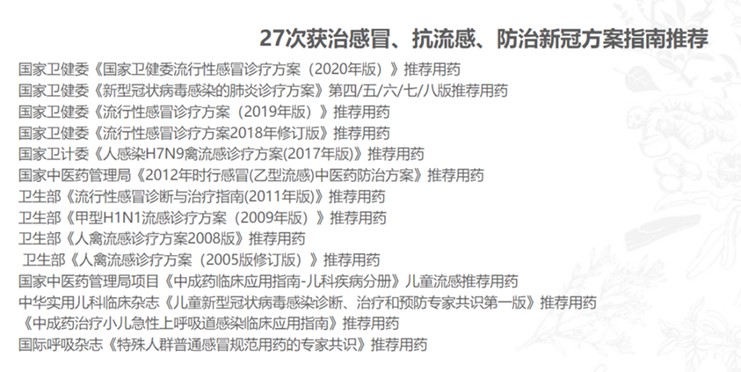 27次获治感冒、抗流感、防治新冠方案指南推荐
国家卫健委《国家卫健委流行性感冒诊疗方案（2020年版）》推荐用药
国家卫健委《新型冠状病毒感染的肺炎诊疗方案》第四/五/六/七/八版推荐用药
国家卫健委《流行性感冒诊疗方案（2019年版）》推荐用药
国家卫健委《流行性感冒诊疗方案2018年修订版》推荐用药
国家卫计委《人感染H7N9禽流感诊疗方案(2017年版)》推荐用药
国家中医药管理局《2012年时行感冒(乙型流感)中医药防治方案》推荐用药
卫生部《流行性感冒诊断与治疗指南(2011年版)》推荐用药
卫生部《甲型H1N1流感诊疗方案（2009年版）》推荐用药
卫生部《人禽流感诊疗方案2008版》推荐用药
卫生部《人禽流感诊疗方案（2005版修订版）》推荐用药
国家中医药管理局项目《中成药临床应用指南-儿科疾病分册》儿童流感推荐用药
中华实用儿科临床杂志《儿童新型冠状病毒感染诊断、治疗和预防专家共识第一版》推荐用药
《中成药治疗小儿急性上呼吸道感染临床应用指南》推荐用药
国际呼吸杂志《特殊人群普通感冒规范用药的专家共识》推荐用药